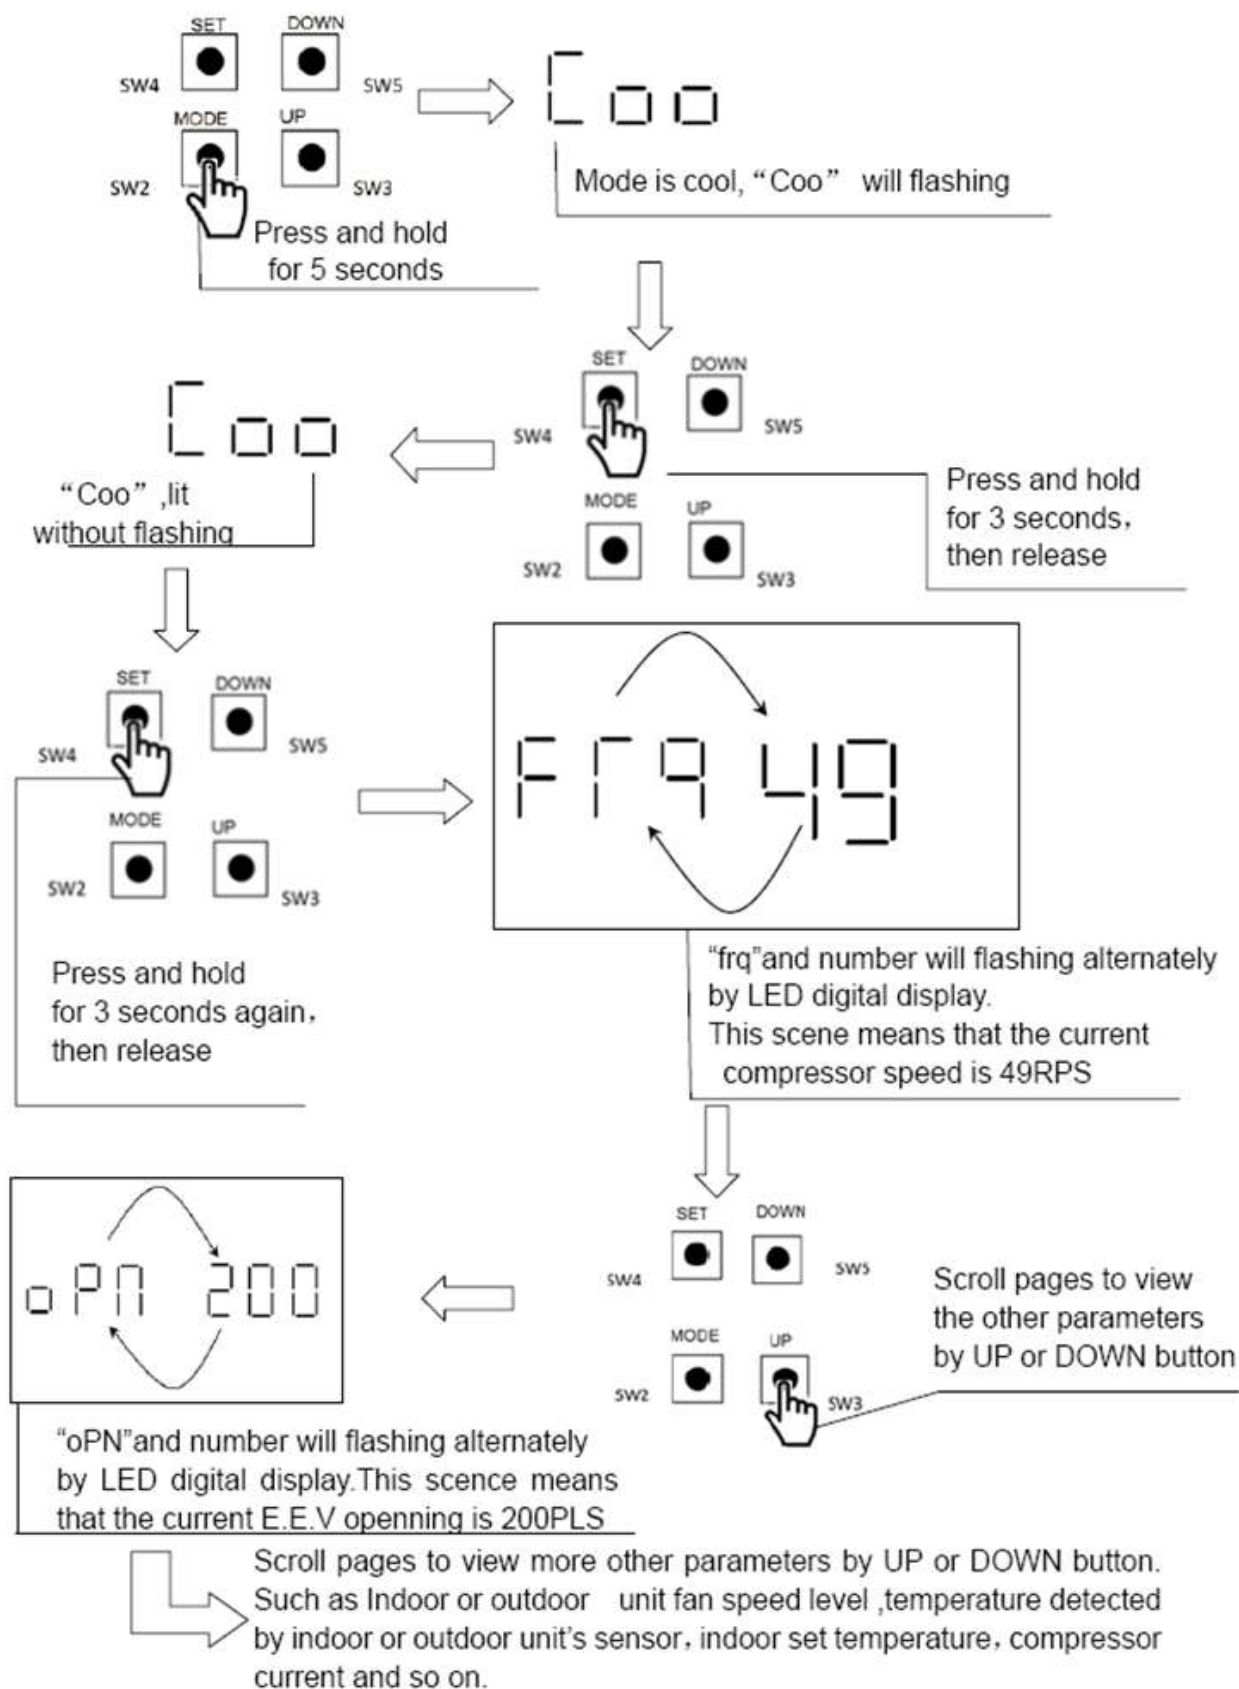 SET DOWN
SW4 SW5
MODE UP
SW2 SW3
Press and hold
for 5 seconds
Coo
Mode is cool, “Coo” will flashing
SET DOWN
SW4 SW5
MODE UP
SW2 SW3
Press and hold
for 3 seconds，
then release
Coo
“Coo” ,lit
without flashing
SET DOWN
SW4 SW5
MODE UP
SW2 SW3
Press and hold
for 3 seconds again，
then release
Frq 49
“frq”and number will flashing alternately
by LED digital display.
This scene means that the current
compressor speed is 49RPS
SET DOWN
SW4 SW5
MODE UP
SW2 SW3
Scroll pages to view
the other parameters
by UP or DOWN button
oPN 200
“oPN”and number will flashing alternately
by LED digital display.This scence means
that the current E.E.V openning is 200PLS
Scroll pages to view more other parameters by UP or DOWN button.
Such as Indoor or outdoor unit fan speed level ,temperature detected
by indoor or outdoor unit's sensor，indoor set temperature，compressor
current and so on.